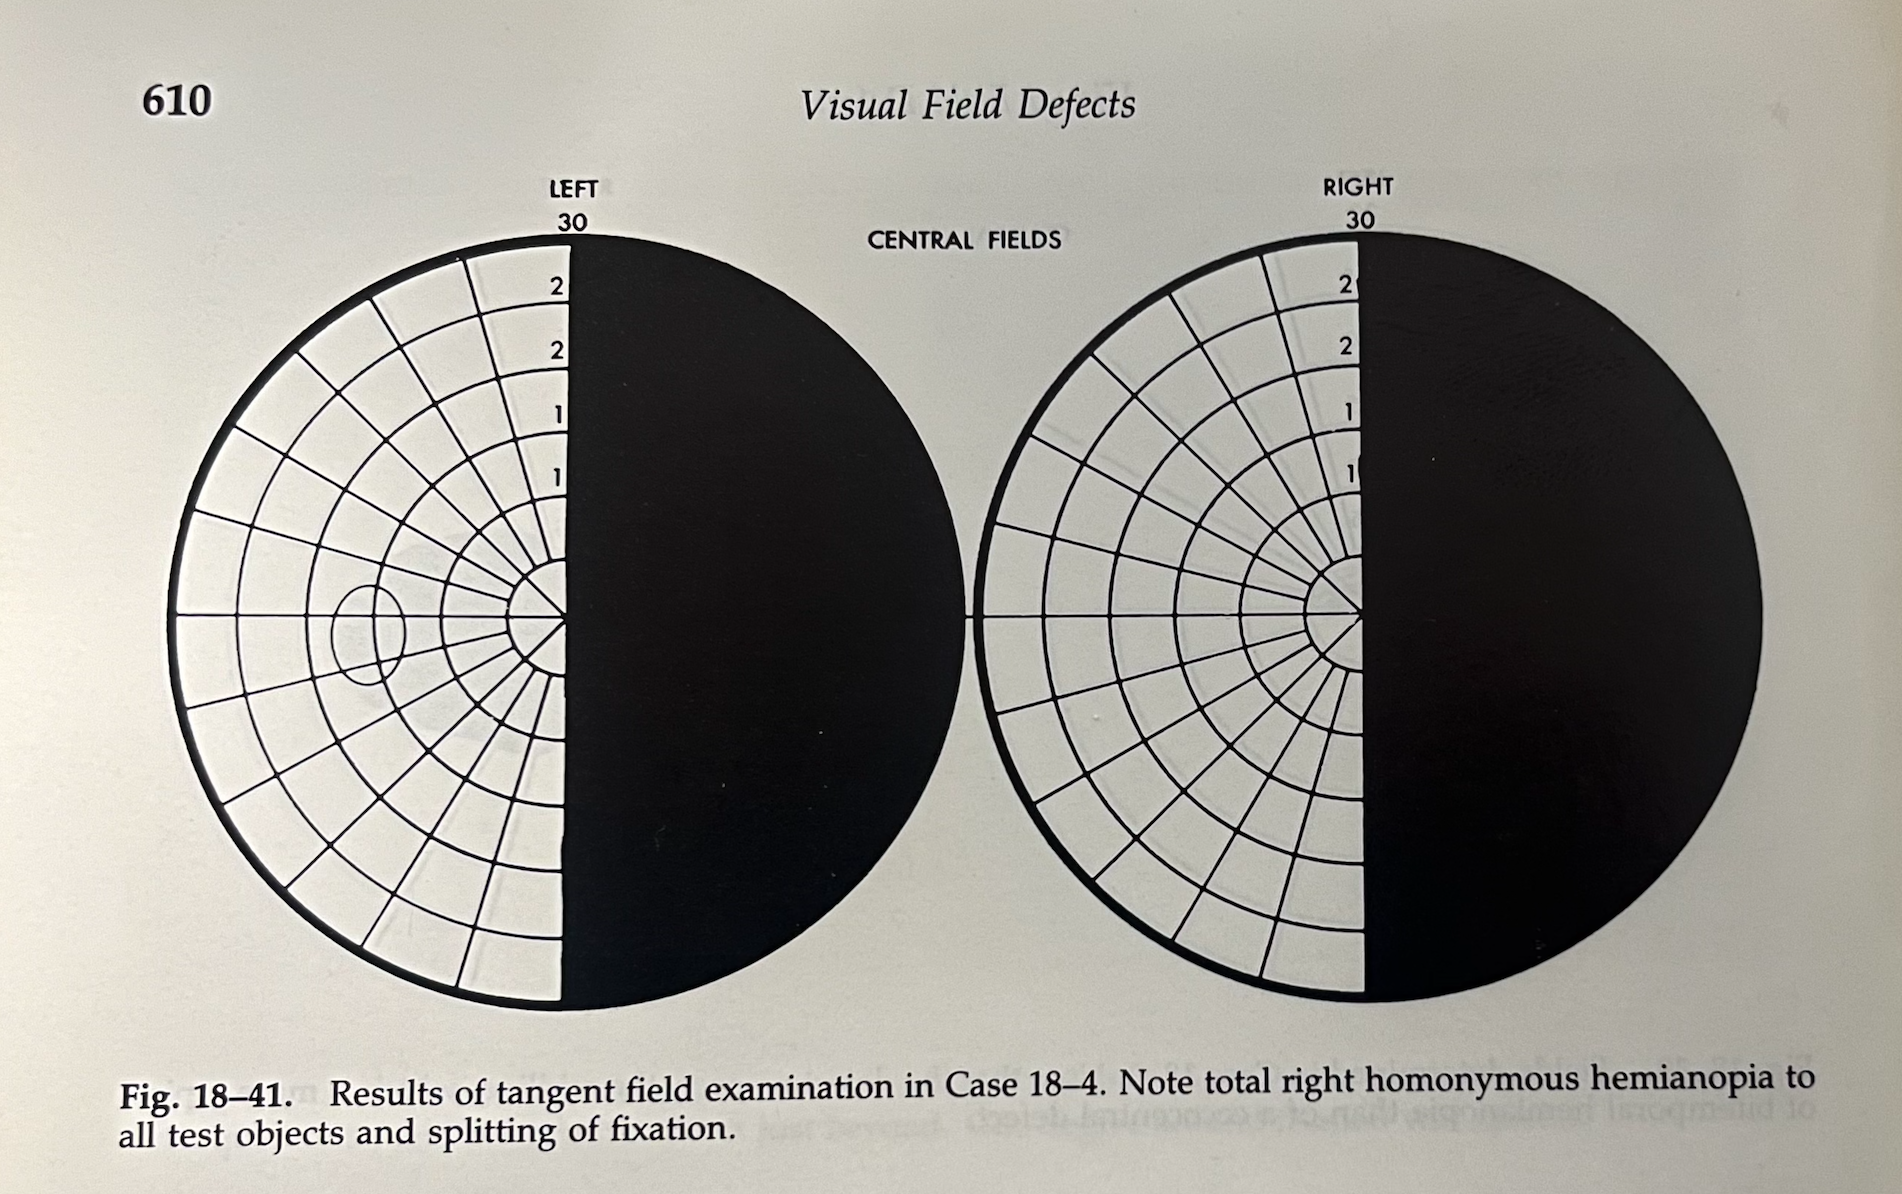 610
Visual Field Defects
LEFT
RIGHT
30
30
CENTRAL FIELDS
2
2
2
2
1
1
1
1
Fig. 18–41. Results of tangent field examination in Case 18–4. Note total right homonymous hemianopia to
all test objects and splitting of fixation.